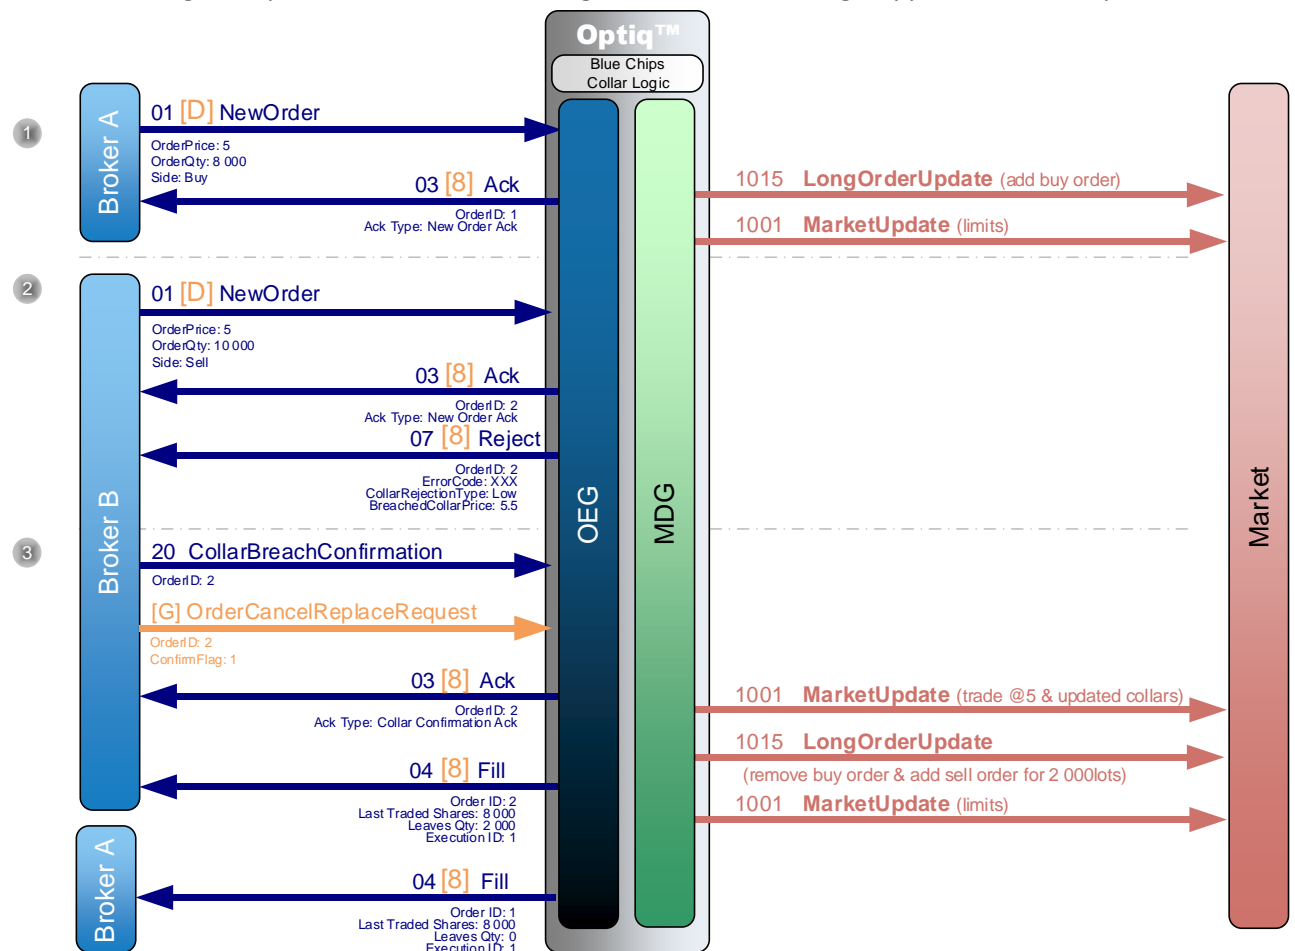 Optiq™
Blue Chips
Collar Logic
1
Broker A
01 [D] NewOrder
OrderPrice: 5
OrderQty: 8 000
Side: Buy
03 [8] Ack
OrderID: 1
Ack Type: New Order Ack
1015 LongOrderUpdate (add buy order)
1001 MarketUpdate (limits)
2
Broker B
01 [D] NewOrder
OrderPrice: 5
OrderQty: 10 000
Side: Sell
03 [8] Ack
OrderID: 2
Ack Type: New Order Ack
07 [8] Reject
OrderID: 2
ErrorCode: XXX
CollarRejectionType: Low
BreachedCollarPrice: 5.5
OEG
MDG
Market
3
20 CollarBreachConfirmation
OrderID: 2
[G] OrderCancelReplaceRequest
OrderID: 2
ConfirmFlag: 1
03 [8] Ack
OrderID: 2
Ack Type: Collar Confirmation Ack
1001 MarketUpdate (trade @5 & updated collars)
1015 LongOrderUpdate
(remove buy order & add sell order for 2 000lots)
1001 MarketUpdate (limits)
04 [8] Fill
Order ID: 2
Last Traded Shares: 8 000
Leaves Qty: 2 000
Execution ID: 1
Broker A
04 [8] Fill
Order ID: 1
Last Traded Shares: 8 000
Leaves Qty: 0
Execution ID: 1